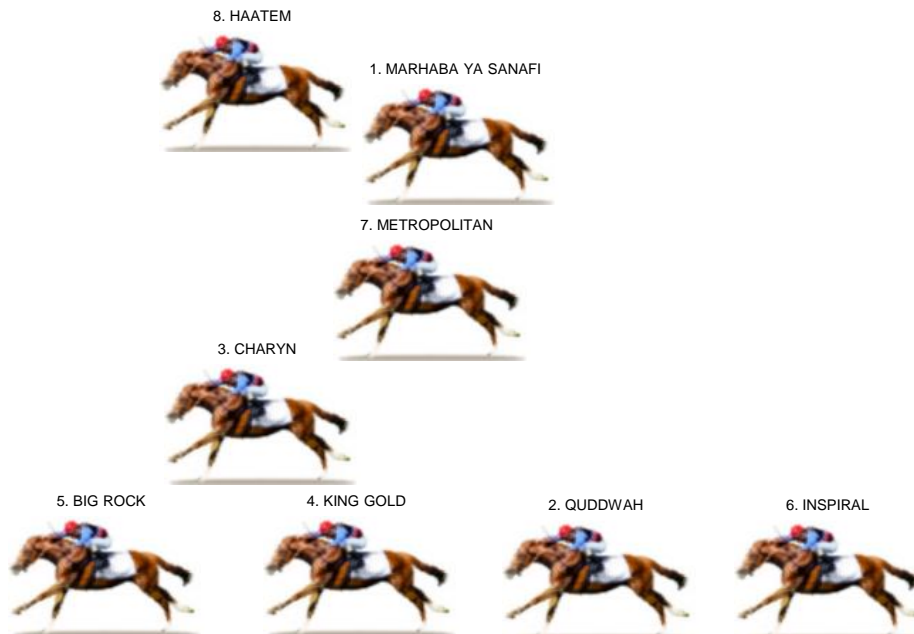 8. HAATEM
1. MARHABA YA SANAFI
7. METROPOLITAN
3. CHARYN
5. BIG ROCK
4. KING GOLD
2. QUDDWAH
6. INSPIRAL